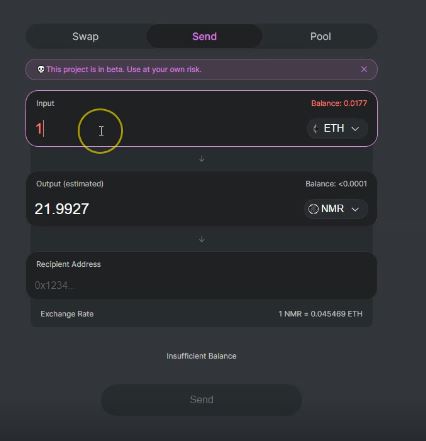 Swap Send Pool
This project is in beta. Use at your own risk.
Input Balance: 0.0177
1 ETH
Output (estimated) Balance: <0.0001
21.9927 NMR
Recipient Address
0x1234...
Exchange Rate 1 NMR = 0.045469 ETH
Insufficient Balance
Send